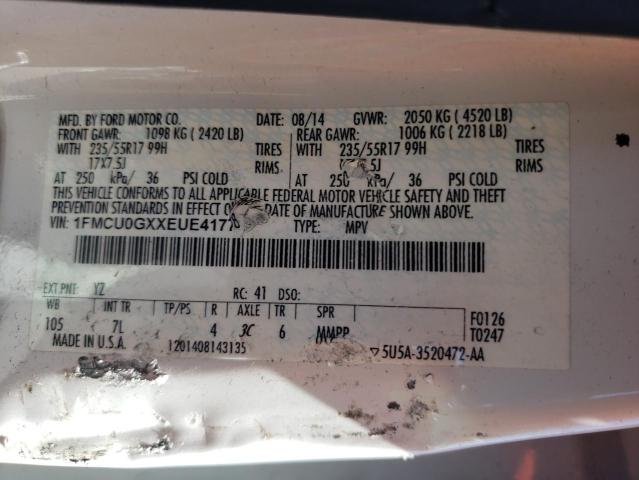 MFD. BY FORD MOTOR CO. DATE: 08/14 GVWR: 2050 KG (4520 LB)
FRONT GAWR: 1098 KG (2420 LB) REAR GAWR: 1006 KG (2218 LB)
WITH 235/55R17 99H TIRES WITH 235/55R17 99H TIRES
17X7.5J RIMS RIMS
AT 250 kPa/ 36 PSI COLD AT 250 kPa/ 36 PSI COLD
THIS VEHICLE CONFORMS TO ALL APPLICABLE FEDERAL MOTOR VEHICLE SAFETY AND THEFT
PREVENTION STANDARDS IN EFFECT DATE OF MANUFACTURE SHOWN ABOVE.
VIN: 1FMCU0GXXEUE417 TYPE: MPV
EXT PNT: YZ RC: 41 DSO:
WB INT TR TP/PS R AXLE TR SPR F0126
105 7L 4 3C 6 MMPP T0247
MADE IN U.S.A. 1201408143135 5U5A-3520472-AA